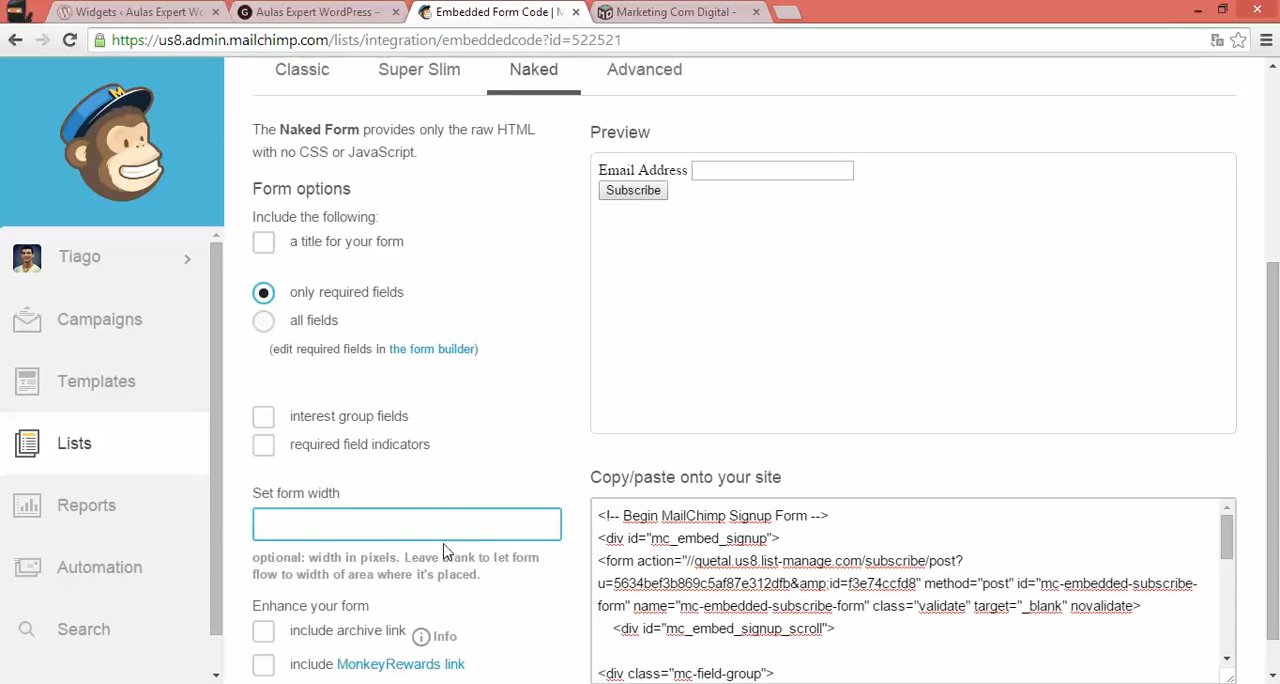 Widgets ‹ Aulas Expert Wo
Aulas Expert WordPress –
Embedded Form Code | M
Marketing Com Digital -
https://us8.admin.mailchimp.com/lists/integration/embeddedcode?id=522521
Classic
Super Slim
Naked
Advanced
The Naked Form provides only the raw HTML
with no CSS or JavaScript.
Form options
Include the following:
a title for your form
only required fields
all fields
(edit required fields in the form builder)
interest group fields
required field indicators
Set form width
optional: width in pixels. Leave blank to let form
flow to width of area where it's placed.
Enhance your form
include archive link
Info
include MonkeyRewards link
Tiago
Campaigns
Templates
Lists
Reports
Automation
Search
Preview
Email Address
Subscribe
Copy/paste onto your site
<!-- Begin MailChimp Signup Form -->
<div id="mc_embed_signup">
<form action="//guetal.us8.list-manage.com/subscribe/post?
u=5634bef3b869c5af87e312dfb&amp;id=f3e74ccfd8" method="post" id="mc-embedded-subscribe-
form" name="mc-embedded-subscribe-form" class="validate" target="_blank" novalidate>
<div id="mc_embed_signup_scroll">
<div class="mc-field-group">